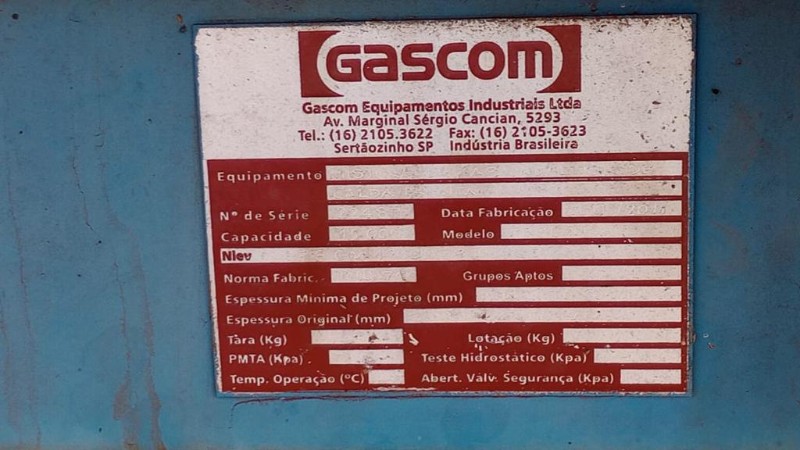 Gascom
Gascom Equipamentos Industriais Ltda
Av. Marginal Sérgio Cancian, 5293
Tel.: (16) 2105.3622 Fax: (16) 2105-3623
Sertãozinho SP Indústria Brasileira
Equipamento
Nº de Série Data Fabricação
Capacidade Modelo
Niev
Norma Fabric. Grupos Aptos
Espessura Minima de Projeto (mm)
Espessura Original (mm)
Tara (Kg) Lotação (Kg)
PMTA (Kpa) Teste Hidrostático (Kpa)
Temp. Operação (ºC) Abert. Válv. Segurança (Kpa)